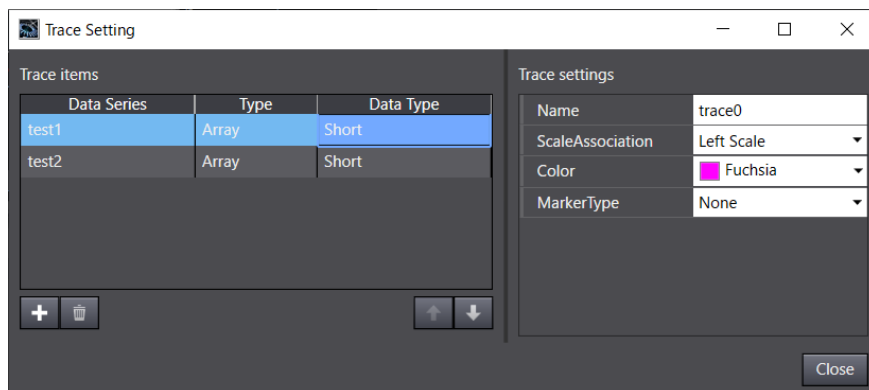 Trace Setting
Trace items
Data Series Type Data Type
test1 Array Short
test2 Array Short
Trace settings
Name trace0
ScaleAssociation Left Scale
Color Fuchsia
MarkerType None
Close